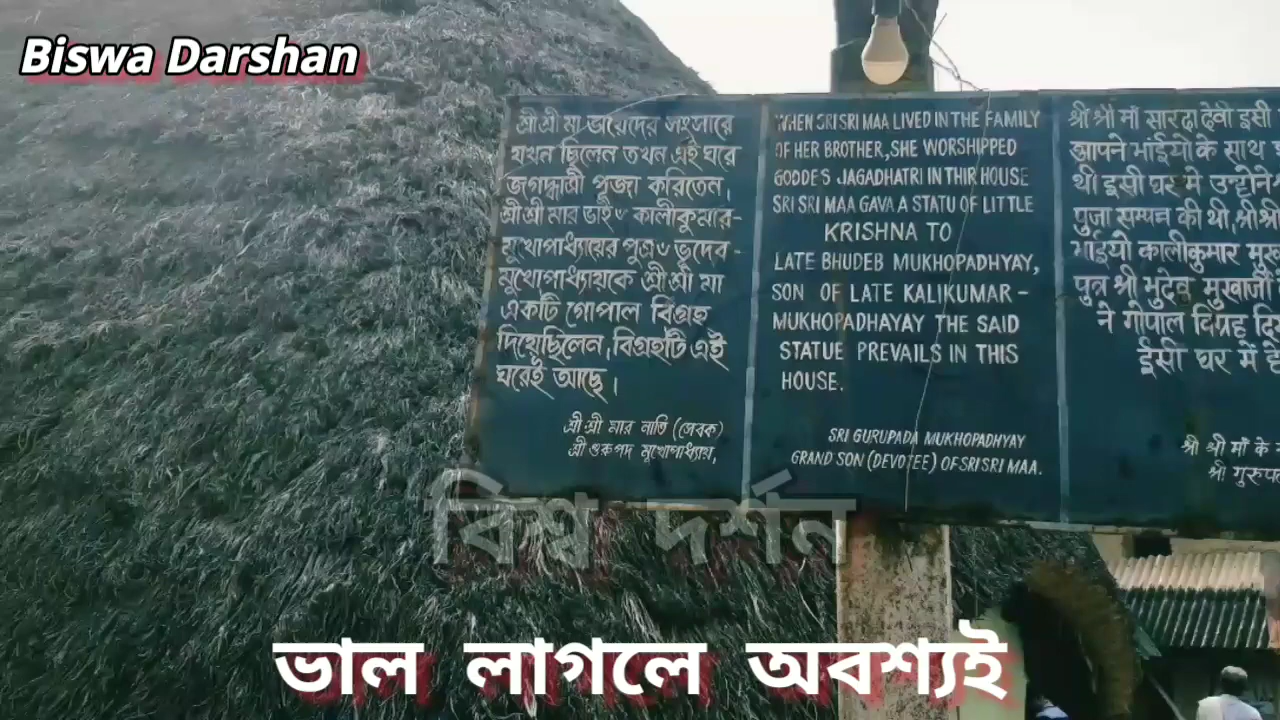 Biswa Darshan
শ্রী শ্রী মা ভায়েদের সংসারে
যখন ছিলেন তখন এই ঘরে
জগদ্ধাত্রী পূজা করিতেন,
শ্রী শ্রী মার ভাই ৺ কালীকুমার-
মুখোপাধ্যায়ের পুত্র ৺ ভূদেব-
মুখোপাধ্যায়কে শ্রী শ্রী মা
একটি গোপাল বিগ্রহ
দিয়েছিলেন, বিগ্রহটি এই
ঘরেই আছে।
শ্রী শ্রী মার নাতি (সেবক)
শ্রী গুরুপদ মুখোপাধ্যায়,
WHEN SRI SRI MAA LIVED IN THE FAMILY
OF HER BROTHER, SHE WORSHIPPED
GODDES JAGADHATRI IN THIR HOUSE
SRI SRI MAA GAVA A STATU OF LITTLE
KRISHNA TO
LATE BHUDEB MUKHOPADHYAY,
SON OF LATE KALIKUMAR-
MUKHOPADHAYAY THE SAID
STATUE PREVAILS IN THIS
HOUSE.
SRI GURUPADA MUKHOPADHYAY
GRAND SON (DEVOTEE) OF SRI SRI MAA.
श्री श्री माँ सारदा देवी इसी
आपने भाईयो के साथ
थी इसी घर मे उन्होने
पुजा सम्पन की थी, श्री श्री
भाईयो कालीकुमार
पुत्र श्री भुदेव मुखार्जी
ने गोपाल विग्रह
ईसी घर में
श्री श्री माँ के
श्री
বিশ্ব দর্শন
ভাল লাগলে অবশ্যই